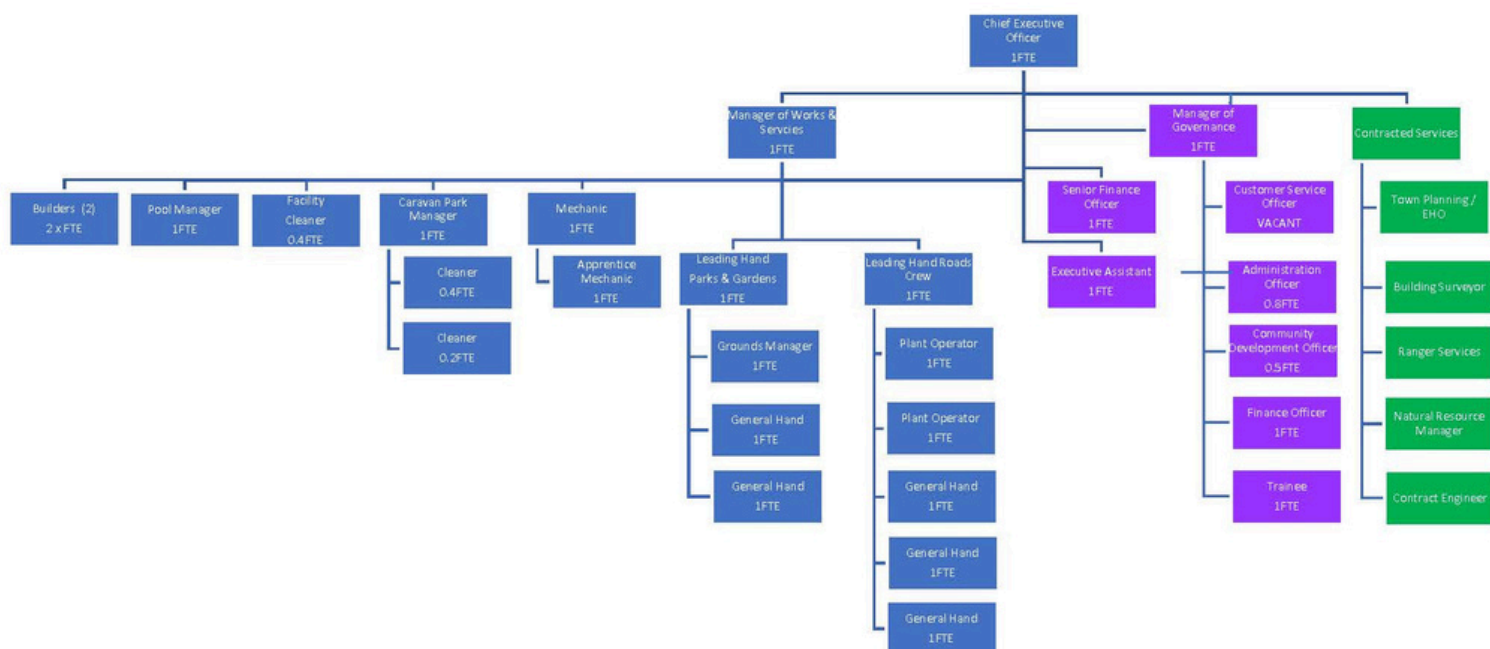 Chief Executive
Officer
1FTE
Manager of Works &
Servcies
1FTE
Manager of
Governance
1FTE
Contracted Services
Builders (2)
2 x FTE
Pool Manager
1FTE
Facility
Cleaner
0.4FTE
Caravan Park
Manager
1FTE
Mechanic
1FTE
Senior Finance
Officer
1FTE
Customer Service
Officer
VACANT
Town Planning /
EHO
Cleaner
0.4FTE
Cleaner
0.2FTE
Apprentice
Mechanic
1FTE
Leading Hand
Parks & Gardens
1FTE
Leading Hand Roads
Crew
1FTE
Executive Assistant
1FTE
Administration
Officer
0.8FTE
Building Surveyor
Grounds Manager
1FTE
General Hand
1FTE
General Hand
1FTE
Plant Operator
1FTE
Plant Operator
1FTE
General Hand
1FTE
General Hand
1FTE
General Hand
1FTE
Community
Development Officer
0.5FTE
Finance Officer
1FTE
Trainee
1FTE
Ranger Services
Natural Resource
Manager
Contract Engineer